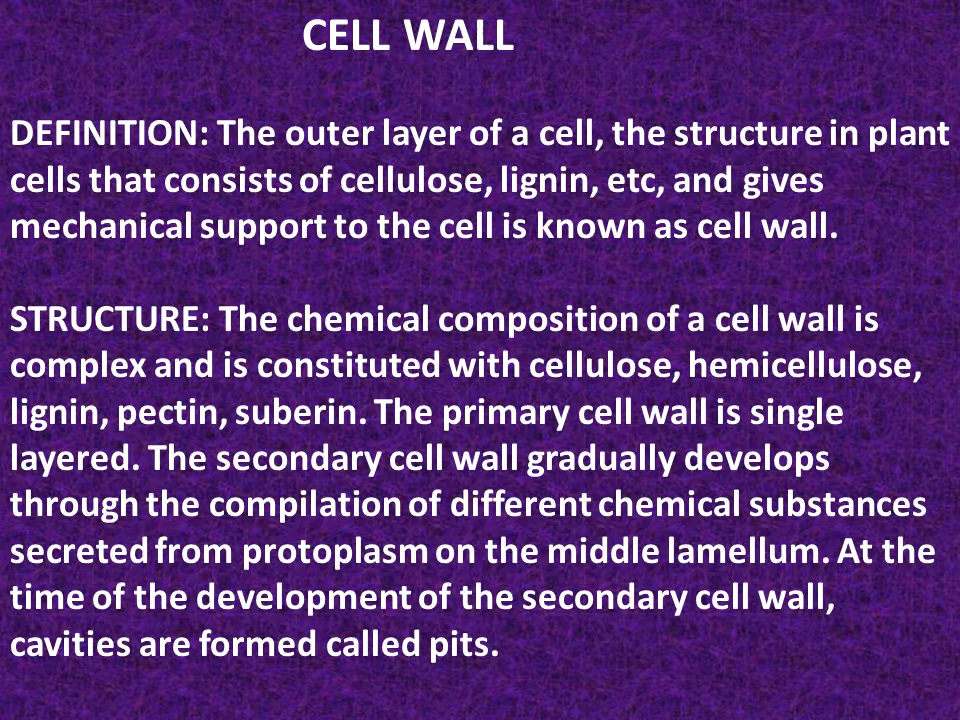 CELL WALL
DEFINITION: The outer layer of a cell, the structure in plant
cells that consists of cellulose, lignin, etc, and gives
mechanical support to the cell is known as cell wall.
STRUCTURE: The chemical composition of a cell wall is
complex and is constituted with cellulose, hemicellulose,
lignin, pectin, suberin. The primary cell wall is single
layered. The secondary cell wall gradually develops
through the compilation of different chemical substances
secreted from protoplasm on the middle lamellum. At the
time of the development of the secondary cell wall,
cavities are formed called pits.